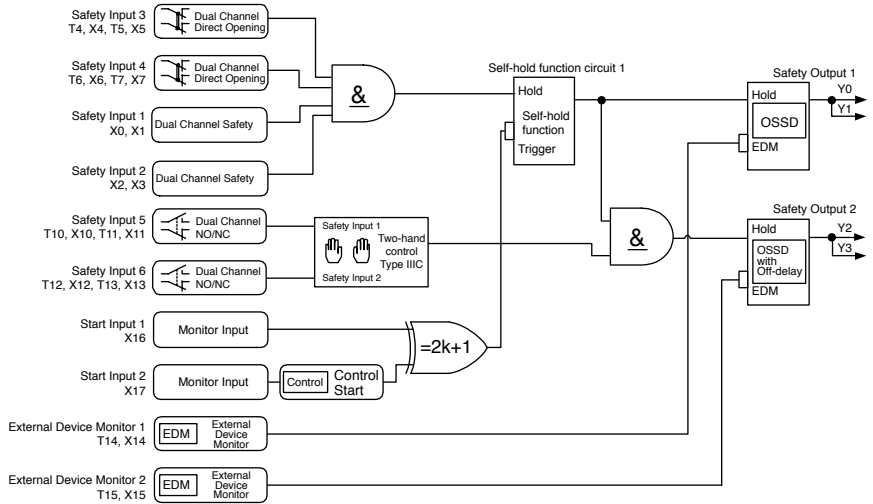 Safety Input 3
T4, X4, T5, X5
Dual Channel
Direct Opening
Safety Input 4
T6, X6, T7, X7
Dual Channel
Direct Opening
Safety Input 1
X0, X1
Dual Channel Safety
Safety Input 2
X2, X3
Dual Channel Safety
&
Self-hold function circuit 1
Hold
Self-hold
function
Trigger
Safety Output 1
Hold
OSSD
EDM
Y0
Y1
Safety Input 5
T10, X10, T11, X11
Dual Channel
NO/NC
Safety Input 6
T12, X12, T13, X13
Dual Channel
NO/NC
Safety Input 1
Two-hand
control
Type IIIC
Safety Input 2
&
Safety Output 2
Hold
OSSD
with
Off-delay
EDM
Y2
Y3
Start Input 1
X16
Monitor Input
Start Input 2
X17
Monitor Input
Control
Control
Start
=2k+1
External Device Monitor 1
T14, X14
EDM
External
Device
Monitor
External Device Monitor 2
T15, X15
EDM
External
Device
Monitor